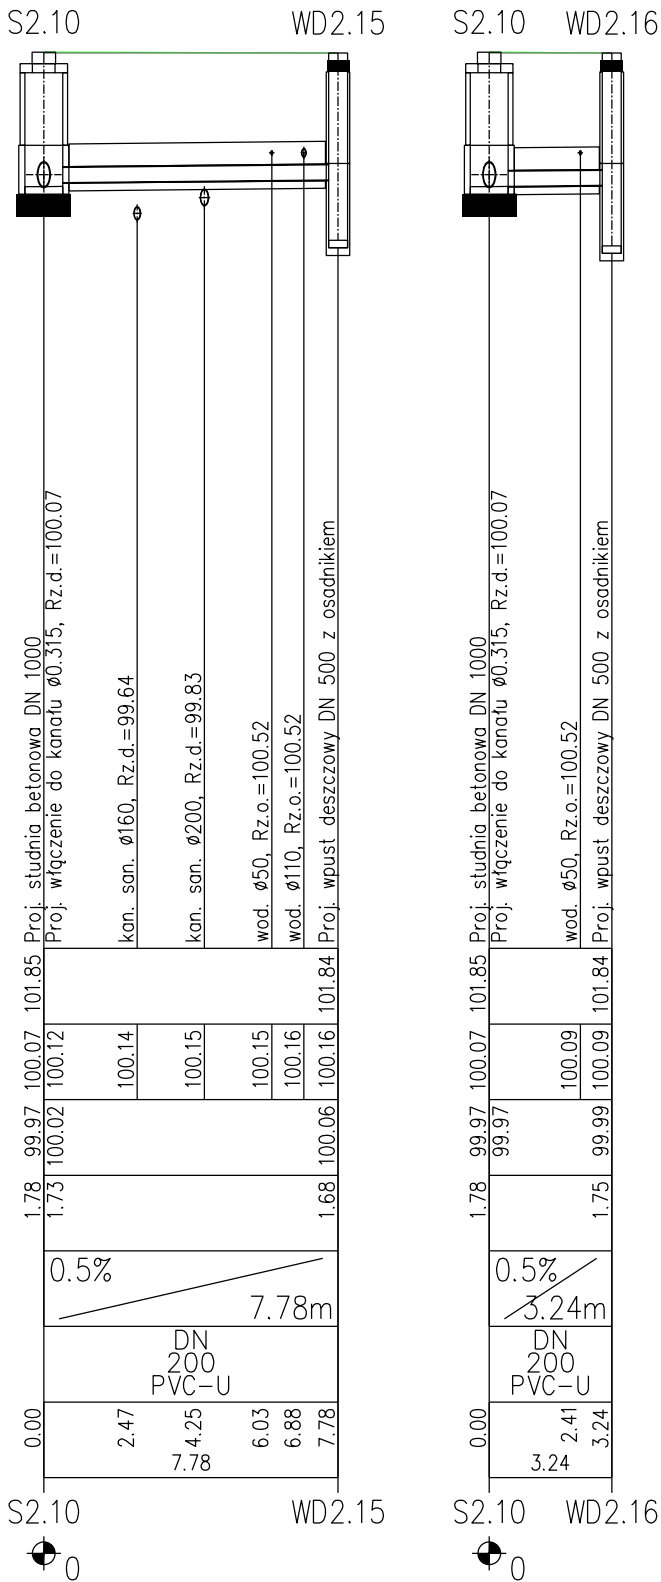 S2.10 WD2.15
Proj. studnia betonowa DN 1000
Proj. włączenie do kanału ø0.315, Rz.d.=100.07
kan. san. ø160, Rz.d.=99.64
kan. san. ø200, Rz.d.=99.83
wod. ø50, Rz.o.=100.52
wod. ø110, Rz.o.=100.52
Proj. wpust deszczowy DN 500 z osadnikiem
101.85 101.84
100.07 100.12 100.14 100.15 100.15 100.16 100.16
99.97 100.02 100.06
1.78 1.73 1.68
0.5%
7.78m
DN
200
PVC-U
0.00 2.47 4.25 6.03 6.88 7.78
7.78
S2.10 WD2.15
0
S2.10 WD2.16
Proj. studnia betonowa DN 1000
Proj. włączenie do kanału ø0.315, Rz.d.=100.07
wod. ø50, Rz.o.=100.52
Proj. wpust deszczowy DN 500 z osadnikiem
101.85 101.84
100.07 100.09 100.09
99.97 99.97 99.99
1.78 1.75
0.5%
3.24m
DN
200
PVC-U
0.00 2.41 3.24
3.24
S2.10 WD2.16
0